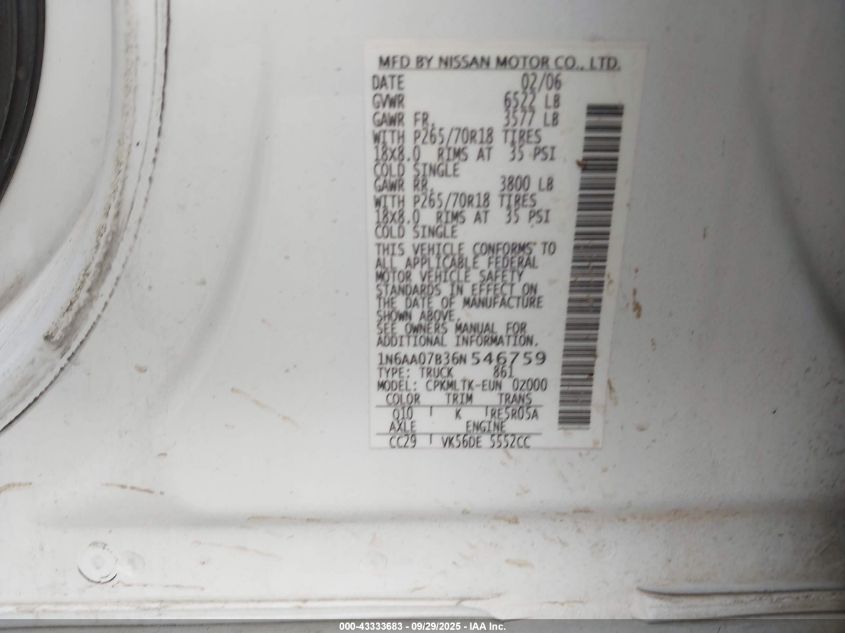 MFD BY NISSAN MOTOR CO., LTD.
DATE 02/06
GVWR 6522 LB
GAWR FR. 3577 LB
WITH P265/70R18 TIRES
18X8.0 RIMS AT 35 PSI
COLD SINGLE
GAWR RR. 3800 LB
WITH P265/70R18 TIRES
18X8.0 RIMS AT 35 PSI
COLD SINGLE
THIS VEHICLE CONFORMS TO
ALL APPLICABLE FEDERAL
MOTOR VEHICLE SAFETY
STANDARDS IN EFFECT ON
THE DATE OF MANUFACTURE
SHOWN ABOVE.
SEE OWNERS MANUAL FOR
ADDITIONAL INFORMATION.
1N6AA07B36N546759
TYPE: TRUCK 861
MODEL: CPKMLTK-EUN 02000
COLOR TRIM TRANS
Q10 K RE5R05A
AXLE ENGINE
CC29 VK56DE 5552CC
000-43333683 - 09/29/2025 - IAA Inc.